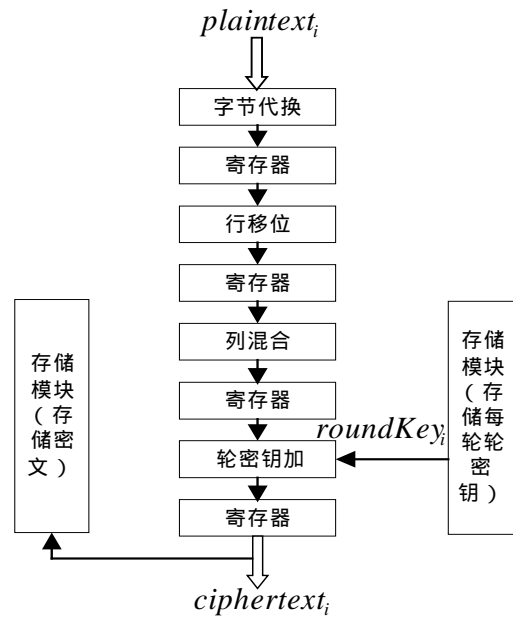 plaintext_i
字节代换
寄存器
行移位
寄存器
列混合
寄存器
轮密钥加
寄存器
ciphertext_i
存储
模块
（存
储密
文）
roundKey_i
存储
模块
（存
储每
轮轮
密
钥）